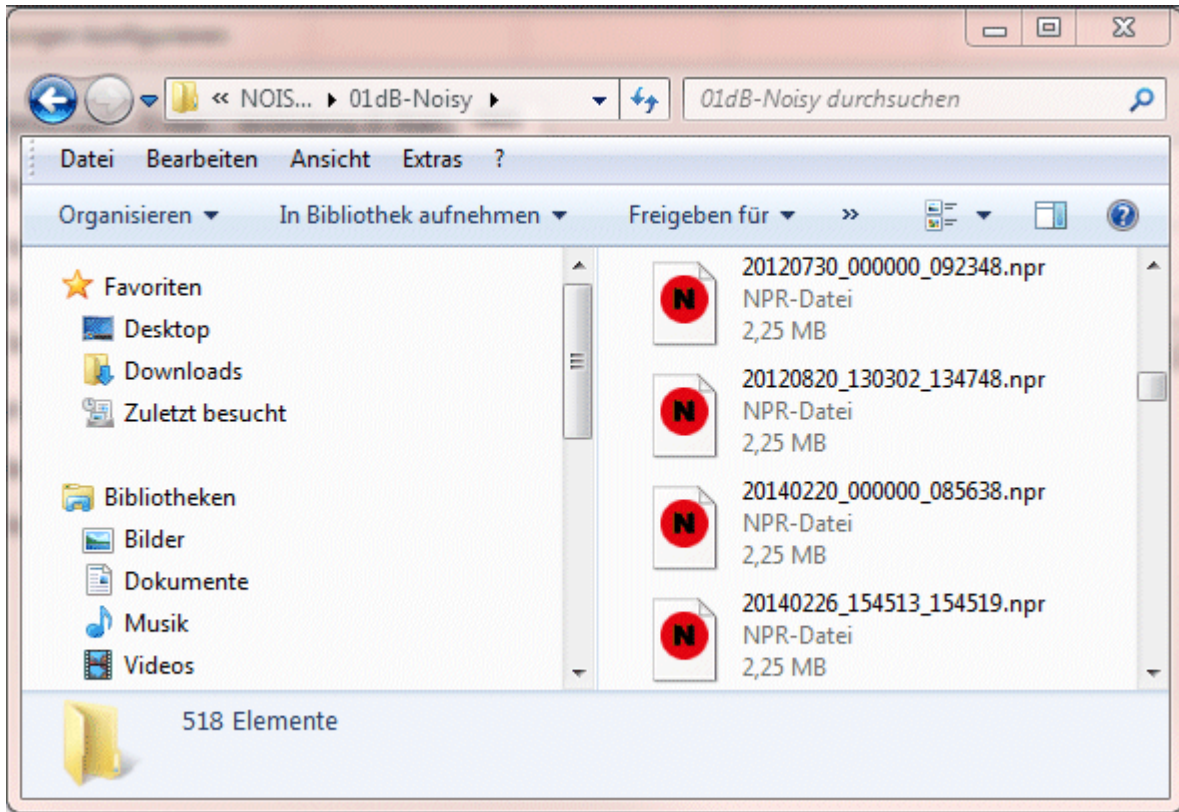 « NOIS... ▸ 01dB-Noisy ▸
01dB-Noisy durchsuchen
Datei Bearbeiten Ansicht Extras ?
Organisieren In Bibliothek aufnehmen Freigeben für »
Favoriten
Desktop
Downloads
Zuletzt besucht
Bibliotheken
Bilder
Dokumente
Musik
Videos
20120730_000000_092348.npr
NPR-Datei
2,25 MB
20120820_130302_134748.npr
NPR-Datei
2,25 MB
20140220_000000_085638.npr
NPR-Datei
2,25 MB
20140226_154513_154519.npr
NPR-Datei
2,25 MB
518 Elemente